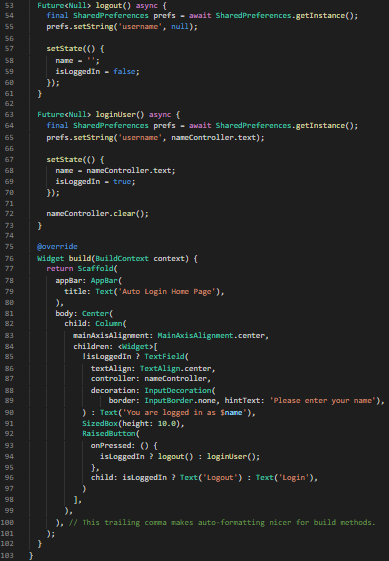 53 Future<Null> logout() async {
54 final SharedPreferences prefs = await SharedPreferences.getInstance();
55 prefs.setString('username', null);
56
57 setState(() {
58 name = '';
59 isLoggedIn = false;
60 });
61 }
62
63 Future<Null> loginUser() async {
64 final SharedPreferences prefs = await SharedPreferences.getInstance();
65 prefs.setString('username', nameController.text);
66
67 setState(() {
68 name = nameController.text;
69 isLoggedIn = true;
70 });
71
72 nameController.clear();
73 }
74
75 @override
76 Widget build(BuildContext context) {
77 return Scaffold(
78 appBar: AppBar(
79 title: Text('Auto Login Home Page'),
80 ),
81 body: Center(
82 child: Column(
83 mainAxisAlignment: MainAxisAlignment.center,
84 children: <Widget>[
85 !isLoggedIn ? TextField(
86 textAlign: TextAlign.center,
87 controller: nameController,
88 decoration: InputDecoration(
89 border: InputBorder.none, hintText: 'Please enter your name'),
90 ) : Text('You are logged in as $name'),
91 SizedBox(height: 10.0),
92 RaisedButton(
93 onPressed: () {
94 isLoggedIn ? logout() : loginUser();
95 },
96 child: isLoggedIn ? Text('Logout') : Text('Login'),
97 )
98 ],
99 ),
100 ), // This trailing comma makes auto-formatting nicer for build methods.
101 );
102 }
103 }